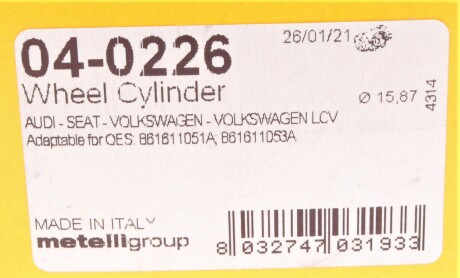 26/01/21
04-0226
Wheel Cylinder
Ø 15,87
4314
AUDI - SEAT - VOLKSWAGEN - VOLKSWAGEN LCV
Adaptable for OES: 861611051A; 861611053A
MADE IN ITALY
metelligroup
8 032747 031933